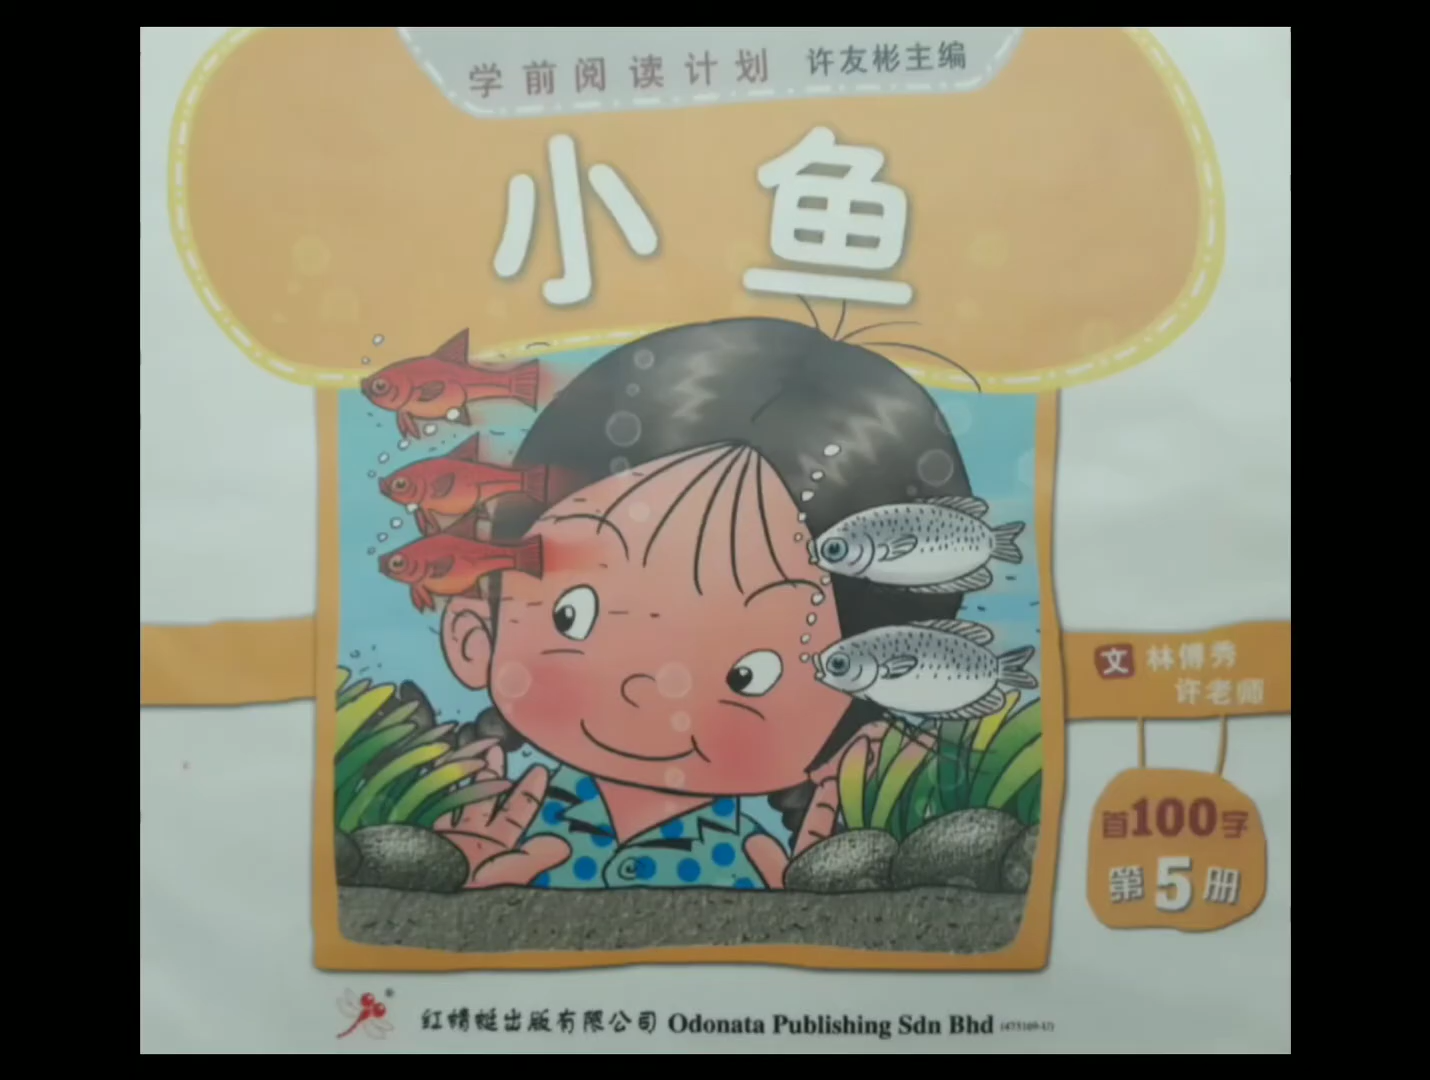 学前阅读计划 许友彬主编
小鱼
文 林傅秀
许老师
首100字
第5册
红蜻蜓出版有限公司 Odonata Publishing Sdn Bhd (475109-U)